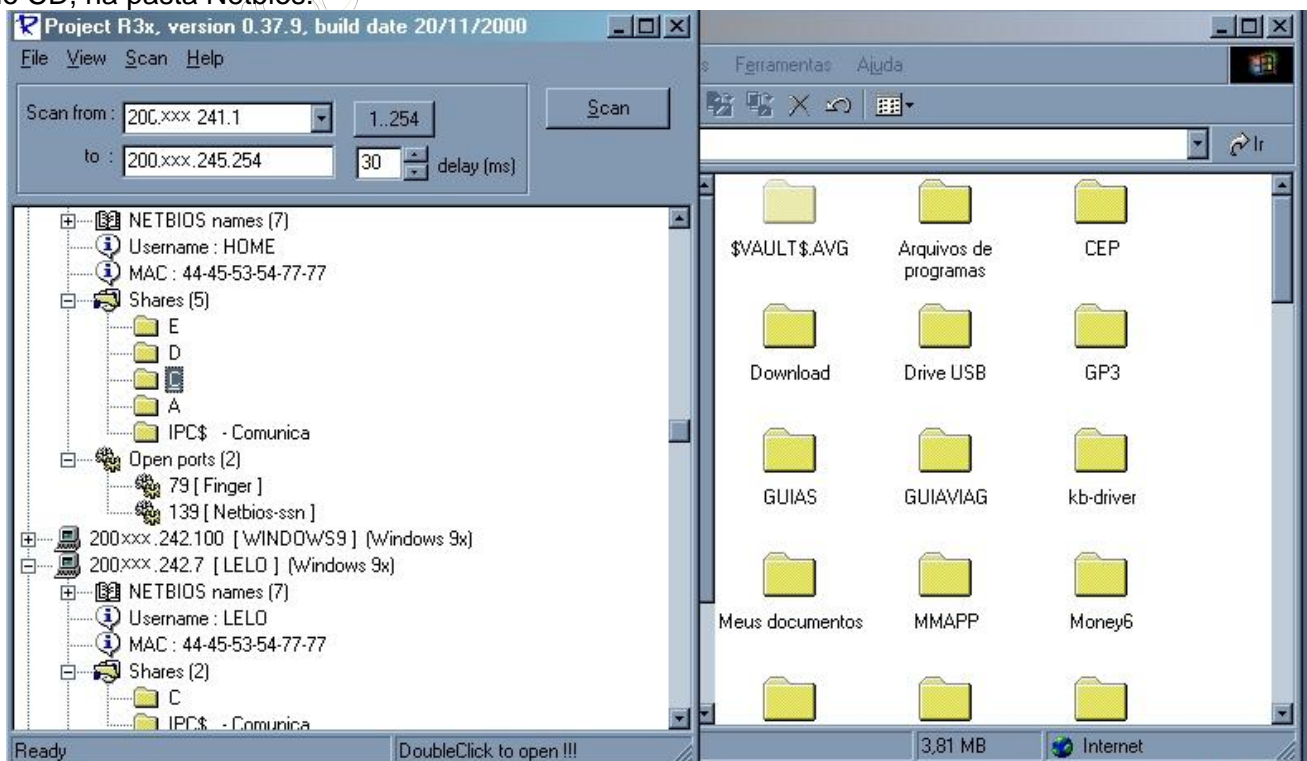 no CD, na pasta Netbios.
Project R3x, version 0.37.9, build date 20/11/2000
File View Scan Help
Scan from : 200.xxx 241.1
1..254
Scan
to : 200.xxx.245.254
30 delay (ms)
NETBIOS names (7)
Username : HOME
MAC : 44-45-53-54-77-77
Shares (5)
E
D
C
A
IPC$ - Comunica
Open ports (2)
79 [ Finger ]
139 [ Netbios-ssn ]
200xxx.242.100 [ WINDOWS9 ] (Windows 9x)
200xxx.242.7 [ LELO ] (Windows 9x)
NETBIOS names (7)
Username : LELO
MAC : 44-45-53-54-77-77
Shares (2)
C
IPC$ - Comunica
Ready
DoubleClick to open !!!
s Ferramentas Ajuda
Ir
$VAULT$.AVG
Arquivos de
programas
CEP
Download
Drive USB
GP3
GUIAS
GUIAVIAG
kb-driver
Meus documentos
MMAPP
Money6
3,81 MB
Internet